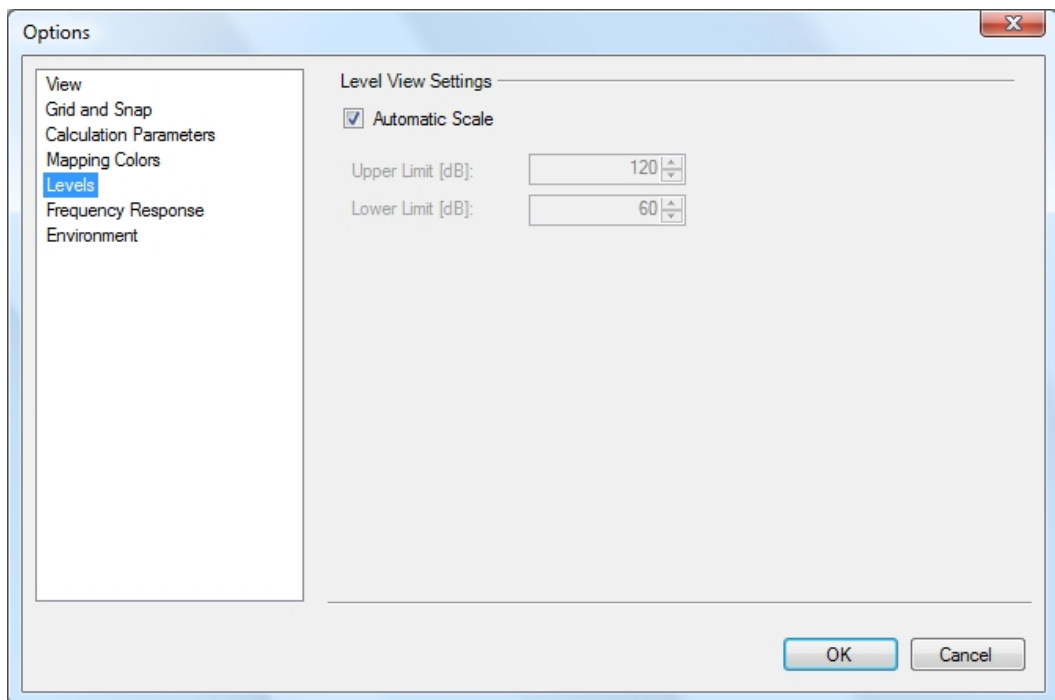 Options
View
Grid and Snap
Calculation Parameters
Mapping Colors
Levels
Frequency Response
Environment
Level View Settings
Automatic Scale
Upper Limit [dB]: 120
Lower Limit [dB]: 60
OK Cancel